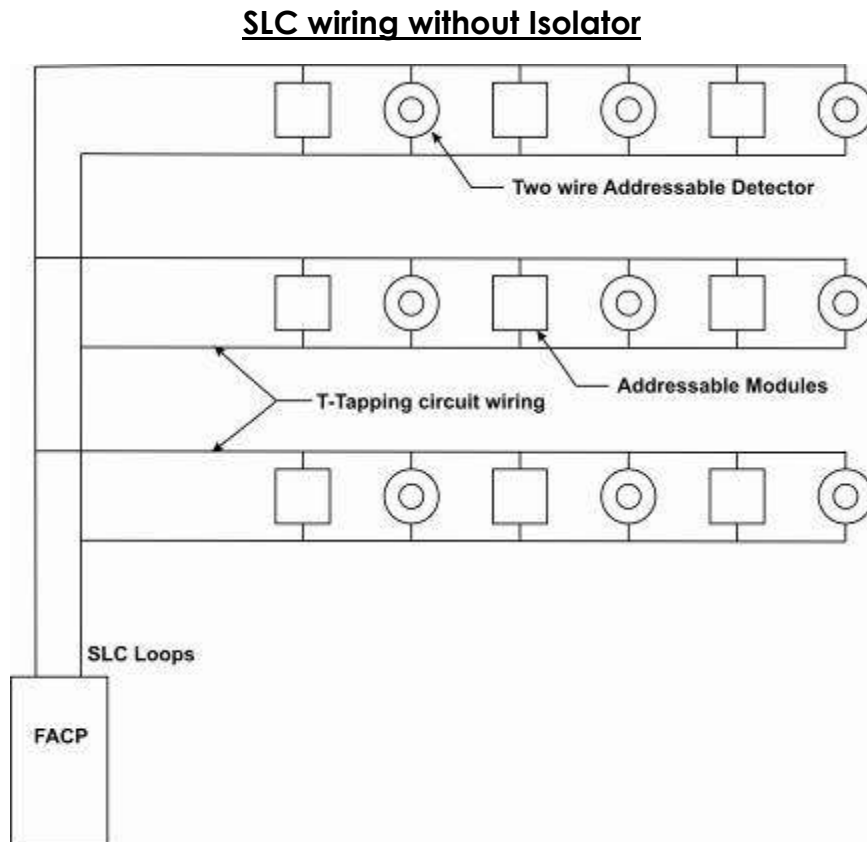 SLC wiring without Isolator
Two wire Addressable Detector
Addressable Modules
T-Tapping circuit wiring
SLC Loops
FACP